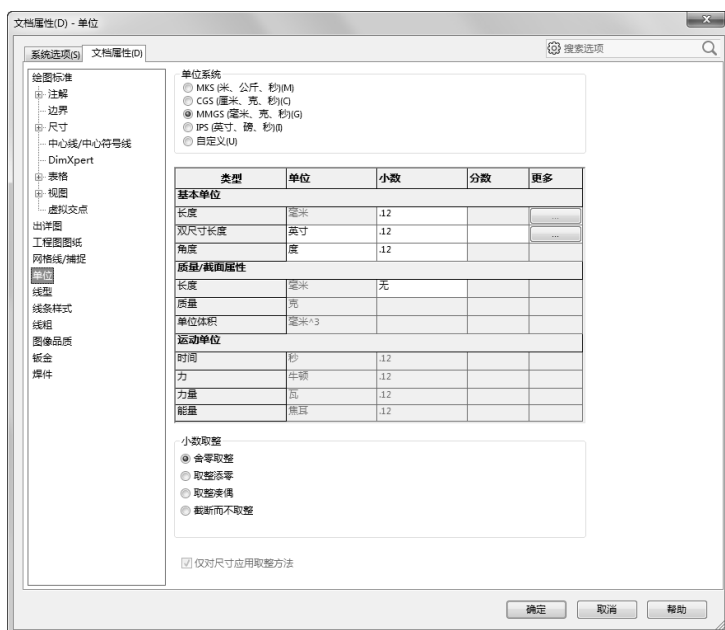 文档属性(D) - 单位
系统选项(S) 文档属性(D)
搜索选项
绘图标准
注解
边界
尺寸
中心线/中心符号线
DimXpert
表格
视图
虚拟交点
出详图
工程图图纸
网格线/捕捉
单位
线型
线条样式
线粗
图像品质
钣金
焊件
单位系统
MKS (米、公斤、秒)(M)
CGS (厘米、克、秒)(C)
MMGS (毫米、克、秒)(G)
IPS (英寸、磅、秒)(I)
自定义(U)
类型 单位 小数 分数 更多
基本单位
长度 毫米 .12 ...
双尺寸长度 英寸 .12 ...
角度 度 .12
质量/截面属性
长度 毫米 无
质量 克
单位体积 毫米^3
运动单位
时间 秒 .12
力 牛顿 .12
力量 瓦 .12
能量 焦耳 .12
小数取整
舍零取整
取整添零
取整凑偶
截断而不取整
仅对尺寸应用取整方法
确定 取消 帮助